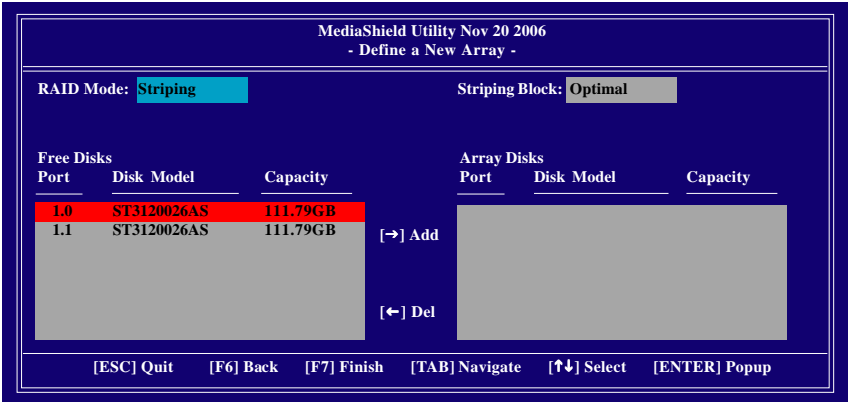 MediaShield Utility Nov 20 2006
- Define a New Array -
RAID Mode: Striping Striping Block: Optimal
Free Disks Array Disks
Port Disk Model Capacity Port Disk Model Capacity
1.0 ST3120026AS 111.79GB
1.1 ST3120026AS 111.79GB
[→] Add
[←] Del
[ESC] Quit [F6] Back [F7] Finish [TAB] Navigate [↑↓] Select [ENTER] Popup